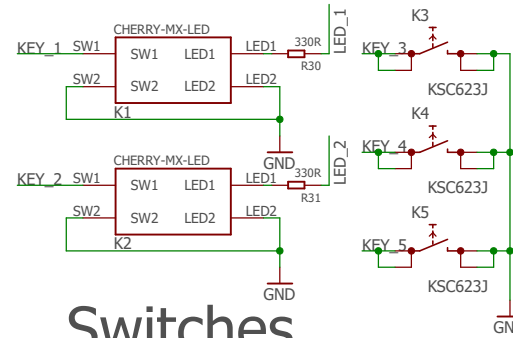 CHERRY-MX-LED
KEY_1 SW1 SW1 LED1 LED1 330R LED_1
R30
SW2 SW2 LED2 LED2
K1
GND
CHERRY-MX-LED
KEY_2 SW1 SW1 LED1 LED1 330R LED_2
R31
SW2 SW2 LED2 LED2
K2
GND
K3
KEY_3
KSC623J
K4
KEY_4
KSC623J
K5
KEY_5
KSC623J
GN
Switches